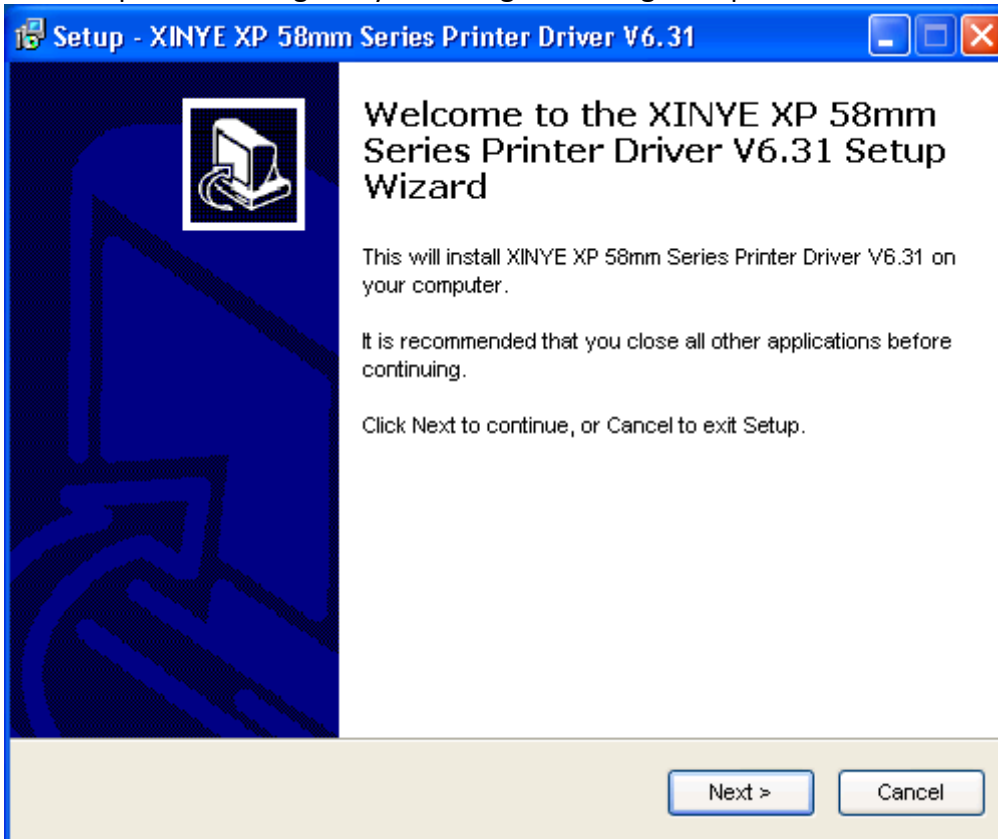 Setup - XINYE XP 58mm Series Printer Driver V6.31
Welcome to the XINYE XP 58mm
Series Printer Driver V6.31 Setup
Wizard
This will install XINYE XP 58mm Series Printer Driver V6.31 on
your computer.
It is recommended that you close all other applications before
continuing.
Click Next to continue, or Cancel to exit Setup.
Next >
Cancel